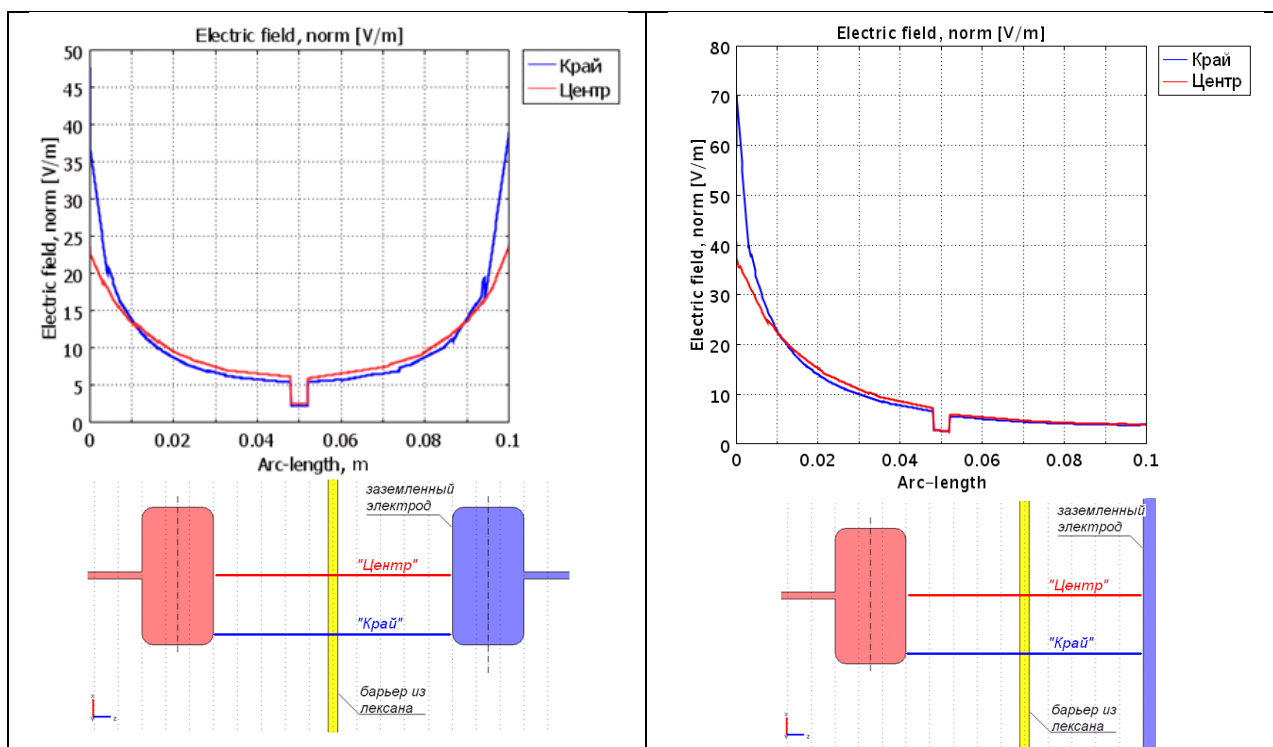 Electric field, norm [V/m]
50
45
40
35
30
25
20
15
10
5
0
Electric field, norm [V/m]
Край
Центр
0
0.02
0.04
0.06
0.08
0.1
Arc-length, m
заземленный
электрод
"Центр"
"Край"
барьер из
лексана
x
Y
z
Electric field, norm [V/m]
80
70
60
50
40
30
20
10
0
Electric field, norm [V/m]
Край
Центр
0
0.02
0.04
0.06
0.08
0.1
Arc-length
заземленный
электрод
"Центр"
"Край"
барьер из
лексана
x
Y
z